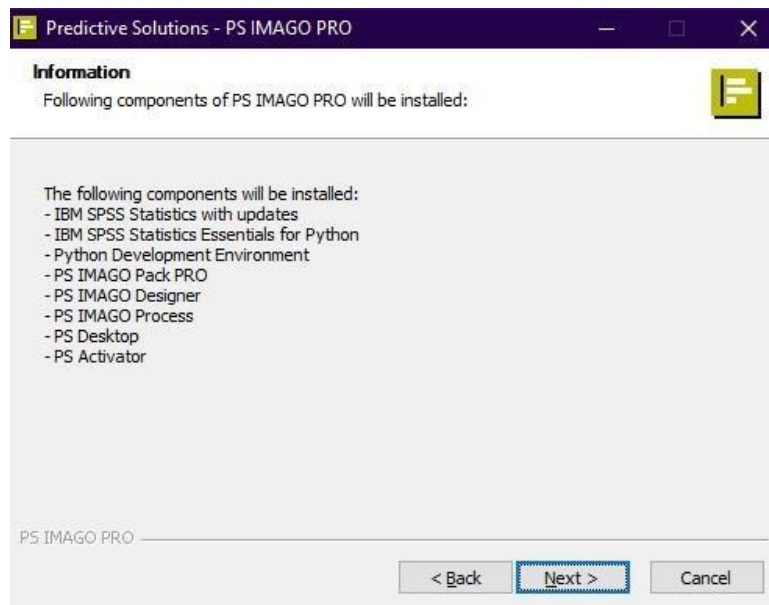 Predictive Solutions - PS IMAGO PRO
Information
Following components of PS IMAGO PRO will be installed:
The following components will be installed:
- IBM SPSS Statistics with updates
- IBM SPSS Statistics Essentials for Python
- Python Development Environment
- PS IMAGO Pack PRO
- PS IMAGO Designer
- PS IMAGO Process
- PS Desktop
- PS Activator
PS IMAGO PRO
< Back Next > Cancel